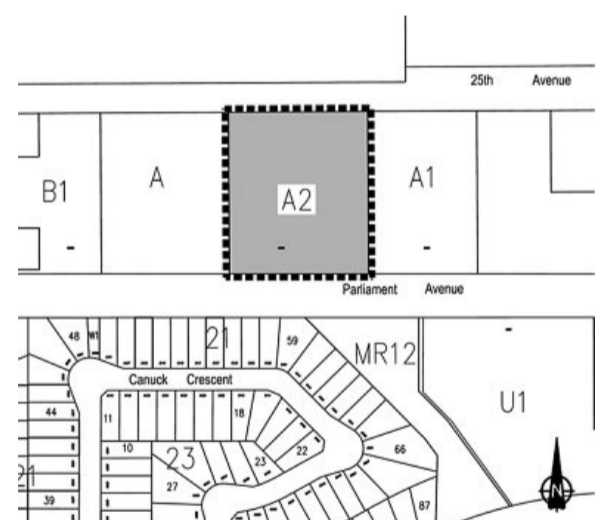 25th Avenue
B1 A A2 A1
Parliament Avenue
48 W1 21 59 MR12
Canuck Crescent
U1
44 11 18
10 23 23 22 66
27
39 87
N